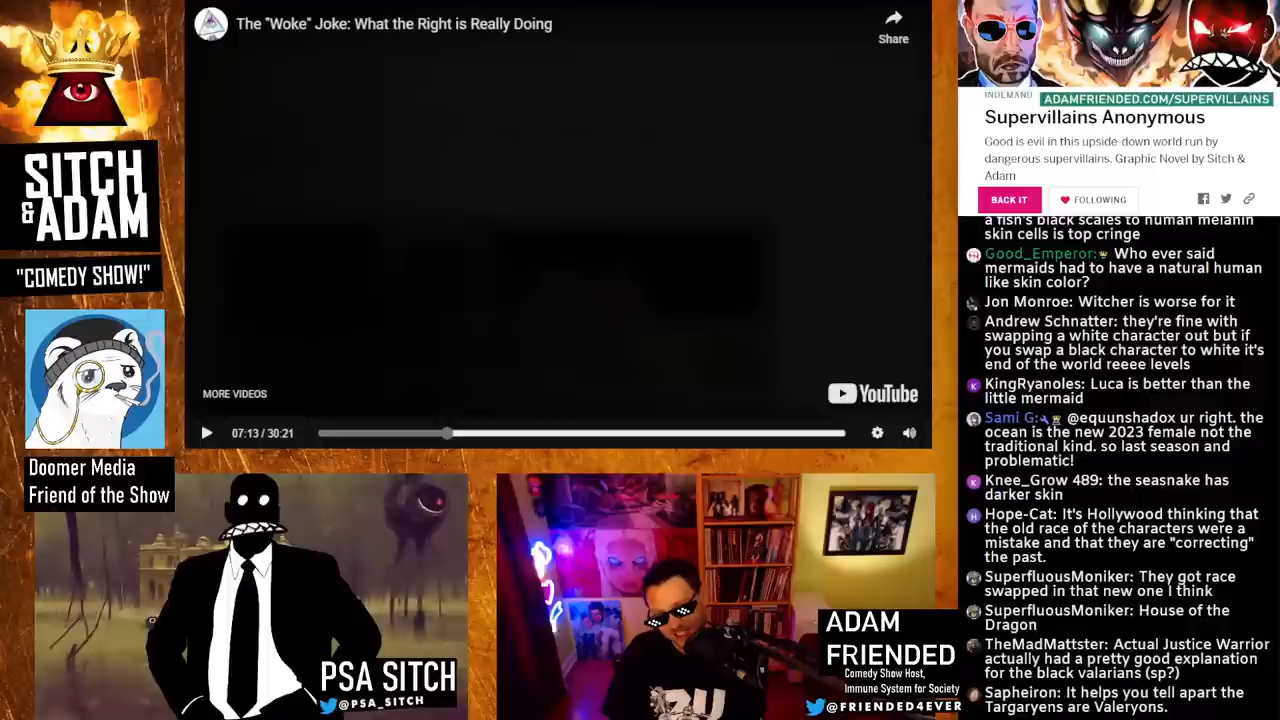 The "Woke" Joke: What the Right is Really Doing
Share
SITCH
& ADAM
"COMEDY SHOW!"
MORE VIDEOS
YouTube
07:13 / 30:21
Doomer Media
Friend of the Show
PSA SITCH
@PSA_SITCH
ADAM
FRIENDED
Comedy Show Host,
Immune System for Society
@FRIENDED4EVER
INDEMAND
ADAMFRIENDED.COM/SUPERVILLAINS
Supervillains Anonymous
Good is evil in this upside-down world run by
dangerous supervillains. Graphic Novel by Sitch &
Adam
BACK IT
FOLLOWING
a fish's black scales to human melanin
skin cells is top cringe
Good_Emperor: Who ever said
mermaids had to have a natural human
like skin color?
Jon Monroe: Witcher is worse for it
Andrew Schnatter: they're fine with
swapping a white character out but if
you swap a black character to white it's
end of the world reeee levels
KingRyanoles: Luca is better than the
little mermaid
Sami G: @equunshadox ur right. the
ocean is the new 2023 female not the
traditional kind. so last season and
problematic!
Knee_Grow 489: the seasnake has
darker skin
Hope-Cat: It's Hollywood thinking that
the old race of the characters were a
mistake and that they are "correcting"
the past.
SuperfluousMoniker: They got race
swapped in that new one I think
SuperfluousMoniker: House of the
Dragon
TheMadMattster: Actual Justice Warrior
actually had a pretty good explanation
for the black valarians (sp?)
Sapheiron: It helps you tell apart the
Targaryens are Valeryons.